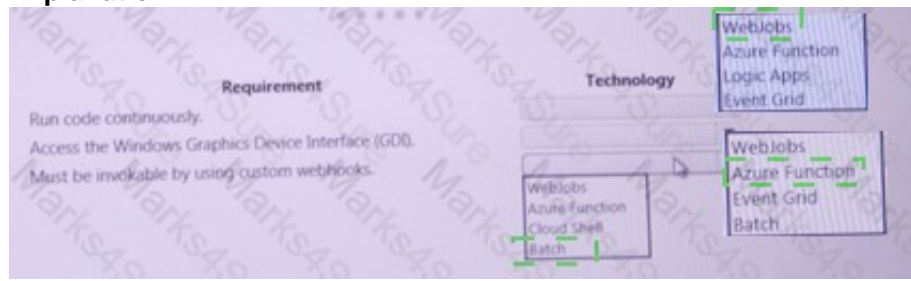 Requirement
Technology
Run code continuously.
Access the Windows Graphics Device Interface (GDI).
Must be invokable by using custom webhooks.
WebJobs
Azure Function
Logic Apps
Event Grid
WebJobs
Azure Function
Event Grid
Batch
WebJobs
Azure Function
Cloud Shell
Batch
Marks4Sure